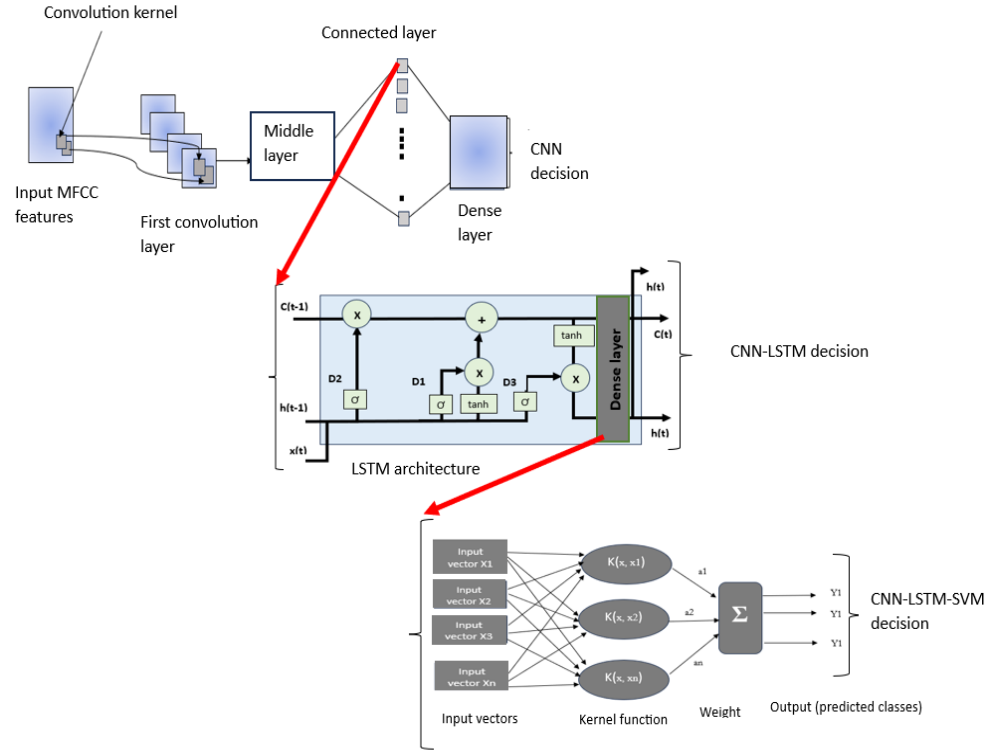 Convolution kernel
Connected layer
Middle
layer
CNN
decision
Input MFCC
features
First convolution
layer
Dense
layer
C(t-1)
h(t)
C(t)
x
+
tanh
CNN-LSTM decision
D2
D1
x
D3
x
Dense layer
σ
σ
tanh
σ
h(t-1)
h(t)
x(t)
LSTM architecture
Input
vector X1
K(x, x1)
a1
Input
vector X2
K(x, x2)
a2
Σ
Y1
Y1
Y1
CNN-LSTM-SVM
decision
Input
vector X3
Input
vector Xn
K(x, xn)
an
Input vectors
Kernel function
Weight
Output (predicted classes)